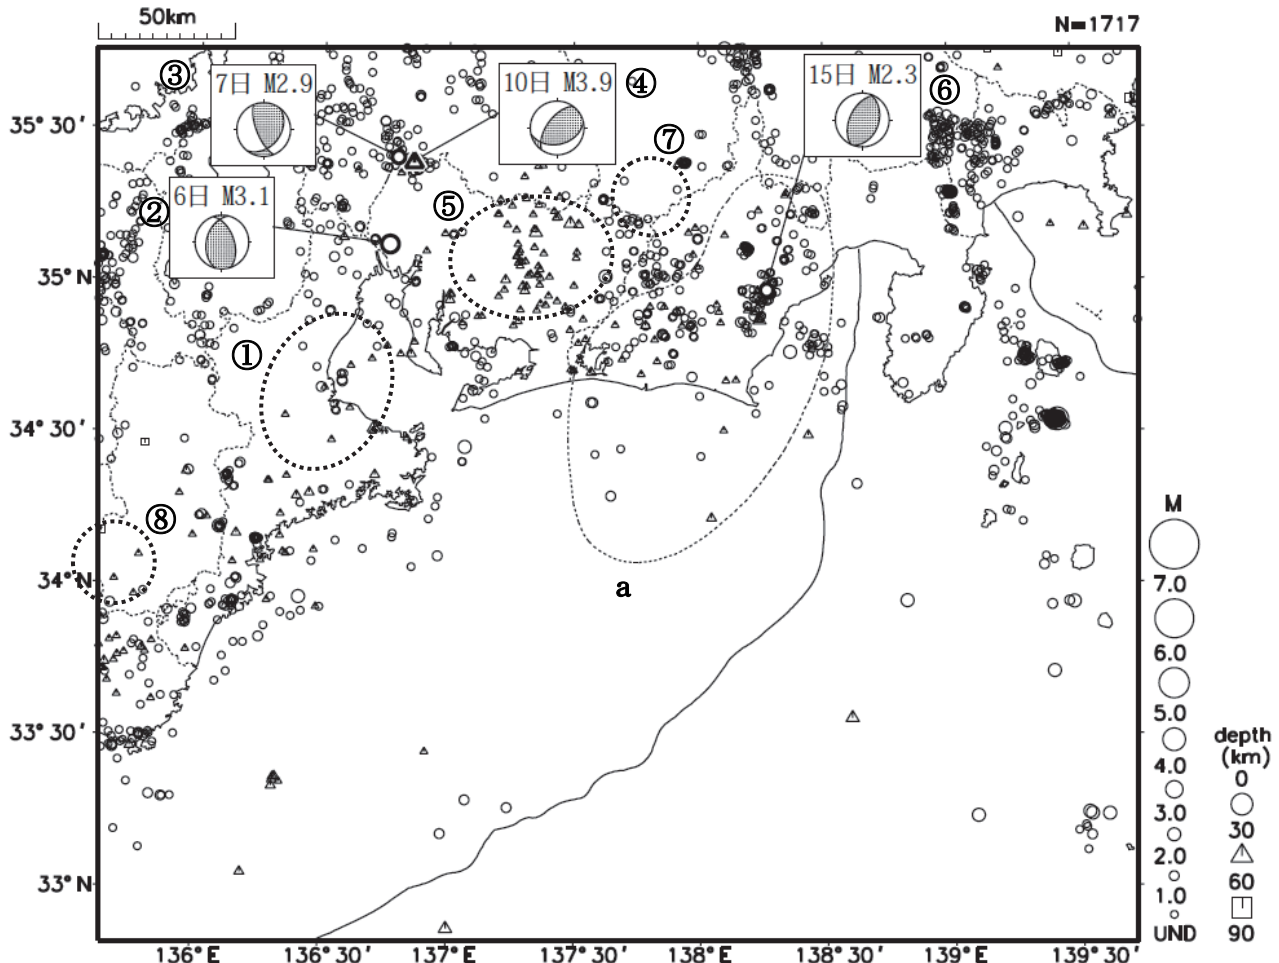 50km
N=1717
③
7日 M2.9
10日 M3.9
④
15日 M2.3
⑥
35°30′
⑦
②
6日 M3.1
⑤
35°N
①
34°30′
⑧
34°N
a
33°30′
33°N
136°E
136°30′
137°E
137°30′
138°E
138°30′
139°E
139°30′
M
7.0
6.0
5.0
4.0
3.0
2.0
1.0
UND
depth
(km)
0
30
60
90